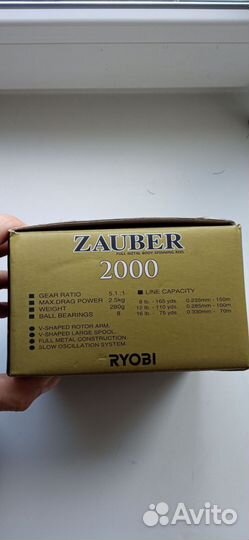 ZAUBER
FULL METAL BODY SPINNING REEL
2000
GEAR RATIO 5.1 : 1 LINE CAPACITY
MAX.DRAG POWER 2.5kg 8 lb. - 165 yds. 0.235mm - 150m
WEIGHT 280g 12 lb. - 110 yds. 0.285mm - 100m
BALL BEARINGS 8 16 lb. - 75 yds. 0.330mm - 70m
V-SHAPED ROTOR ARM.
V-SHAPED LARGE SPOOL.
FULL METAL CONSTRUCTION
SLOW OSCILLATION SYSTEM
RYOBI
Avito